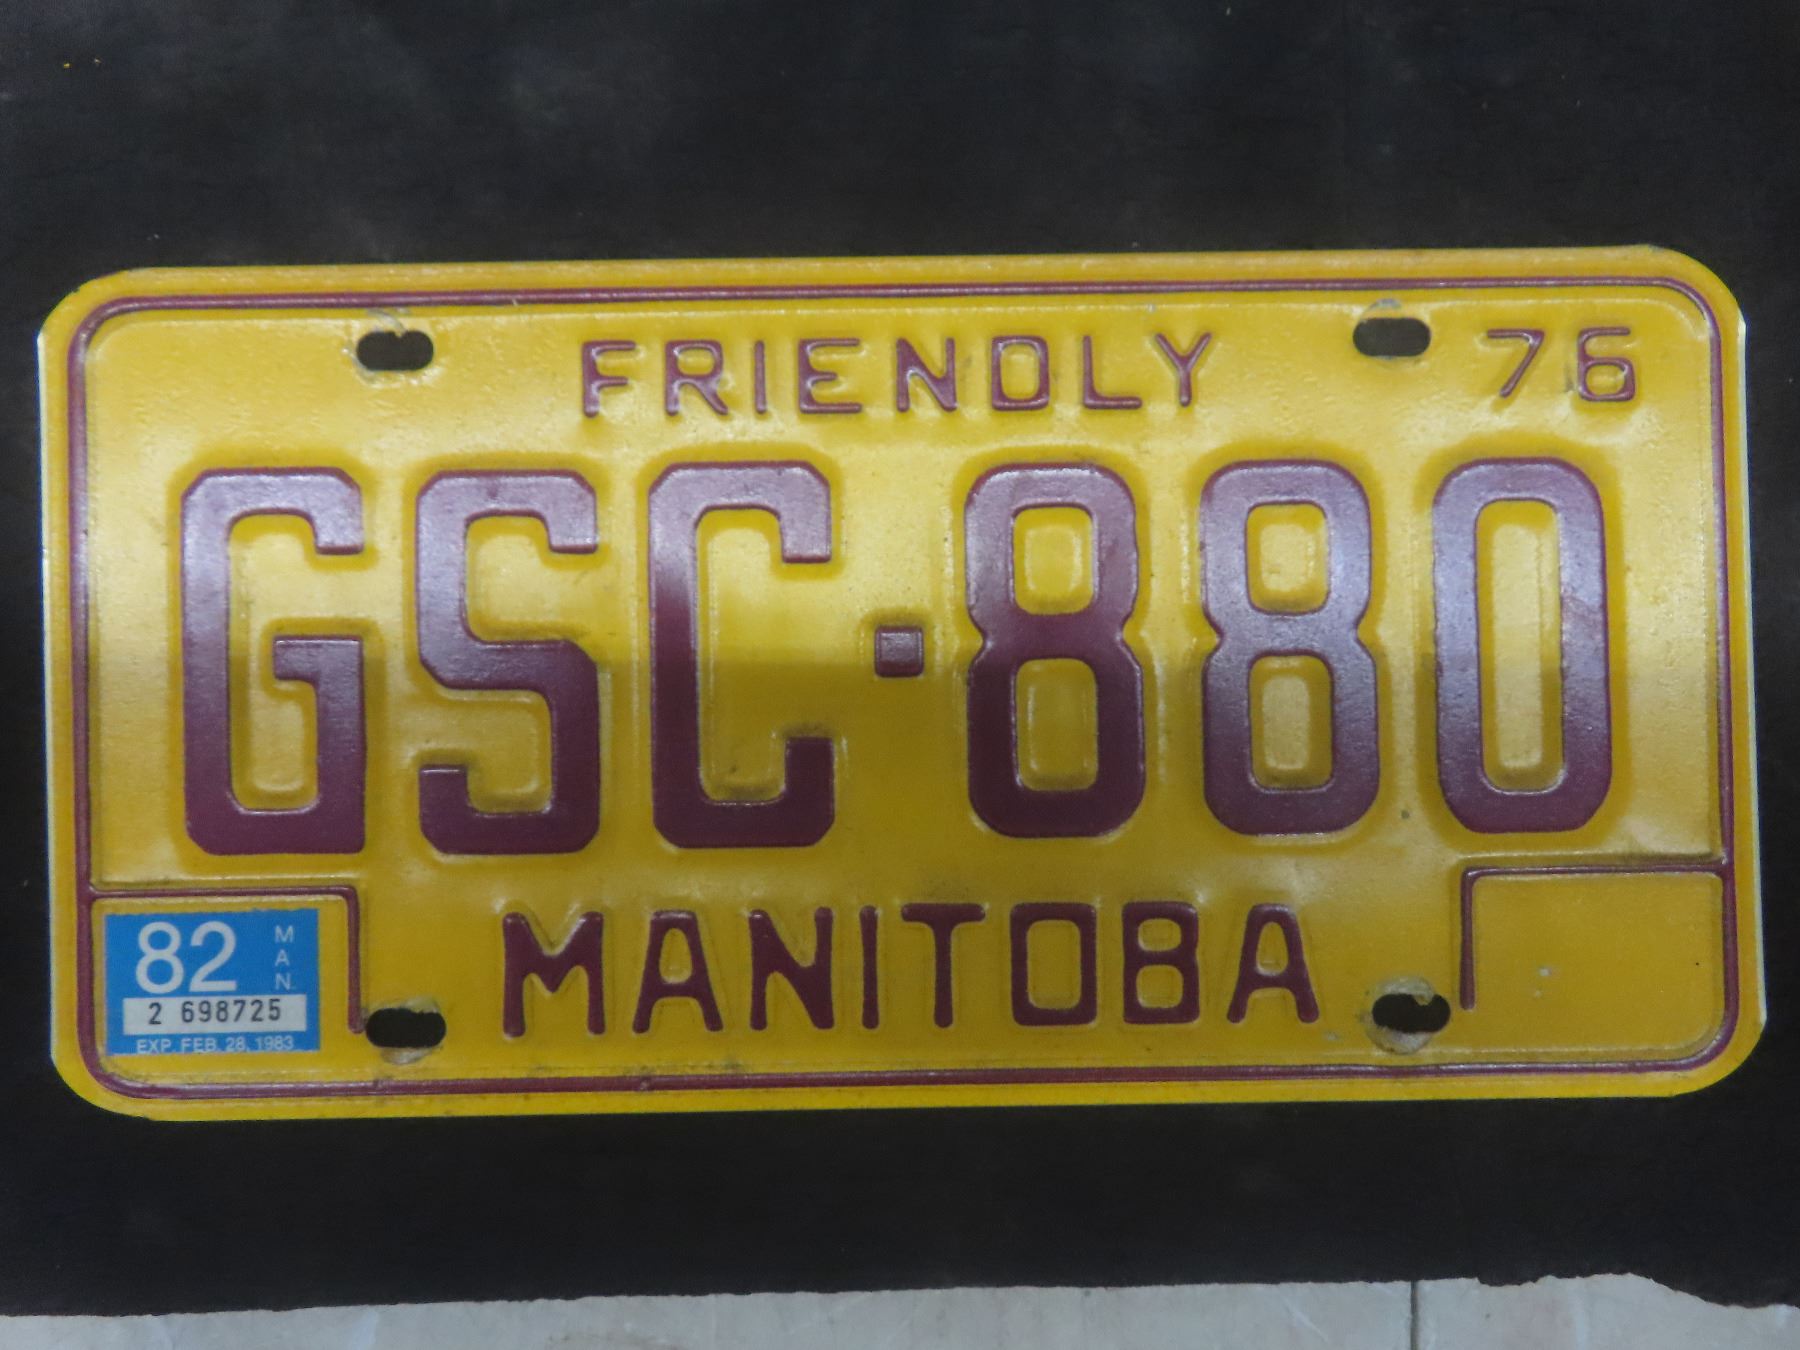 FRIENDLY 76
GSC·880
MANITOBA
82 MAN.
2 698725
EXP. FEB. 28, 1983